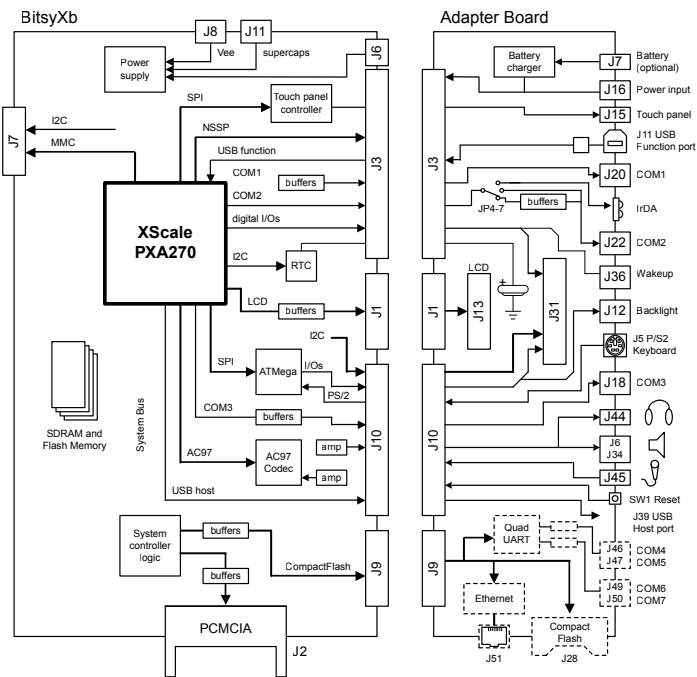 BitsyXb
Adapter Board
J8
J11
Vee
supercaps
J6
Power
supply
J7
I2C
MMC
SPI
Touch panel
controller
NSSP
USB function
COM1
buffers
COM2
digital I/Os
J3
XScale
PXA270
I2C
RTC
LCD
buffers
J1
I2C
SPI
ATMega
I/Os
PS/2
COM3
buffers
J10
amp
AC97
AC97
Codec
amp
USB host
System Bus
SDRAM and
Flash Memory
System
controller
logic
buffers
buffers
CompactFlash
J9
PCMCIA
J2
Battery
charger
J7
Battery
(optional)
J16
Power input
J15
Touch panel
J11 USB
Function port
J3
J20
COM1
JP4-7
buffers
IrDA
J22
COM2
J36
Wakeup
LCD
+
J1
J13
J31
J12
Backlight
J5 P/S2
Keyboard
J18
COM3
J10
J44
J6
J34
J45
SW1 Reset
J39 USB
Host port
Quad
UART
J46
J47
COM4
COM5
J9
Ethernet
J49
J50
COM6
COM7
J51
Compact
Flash
J28